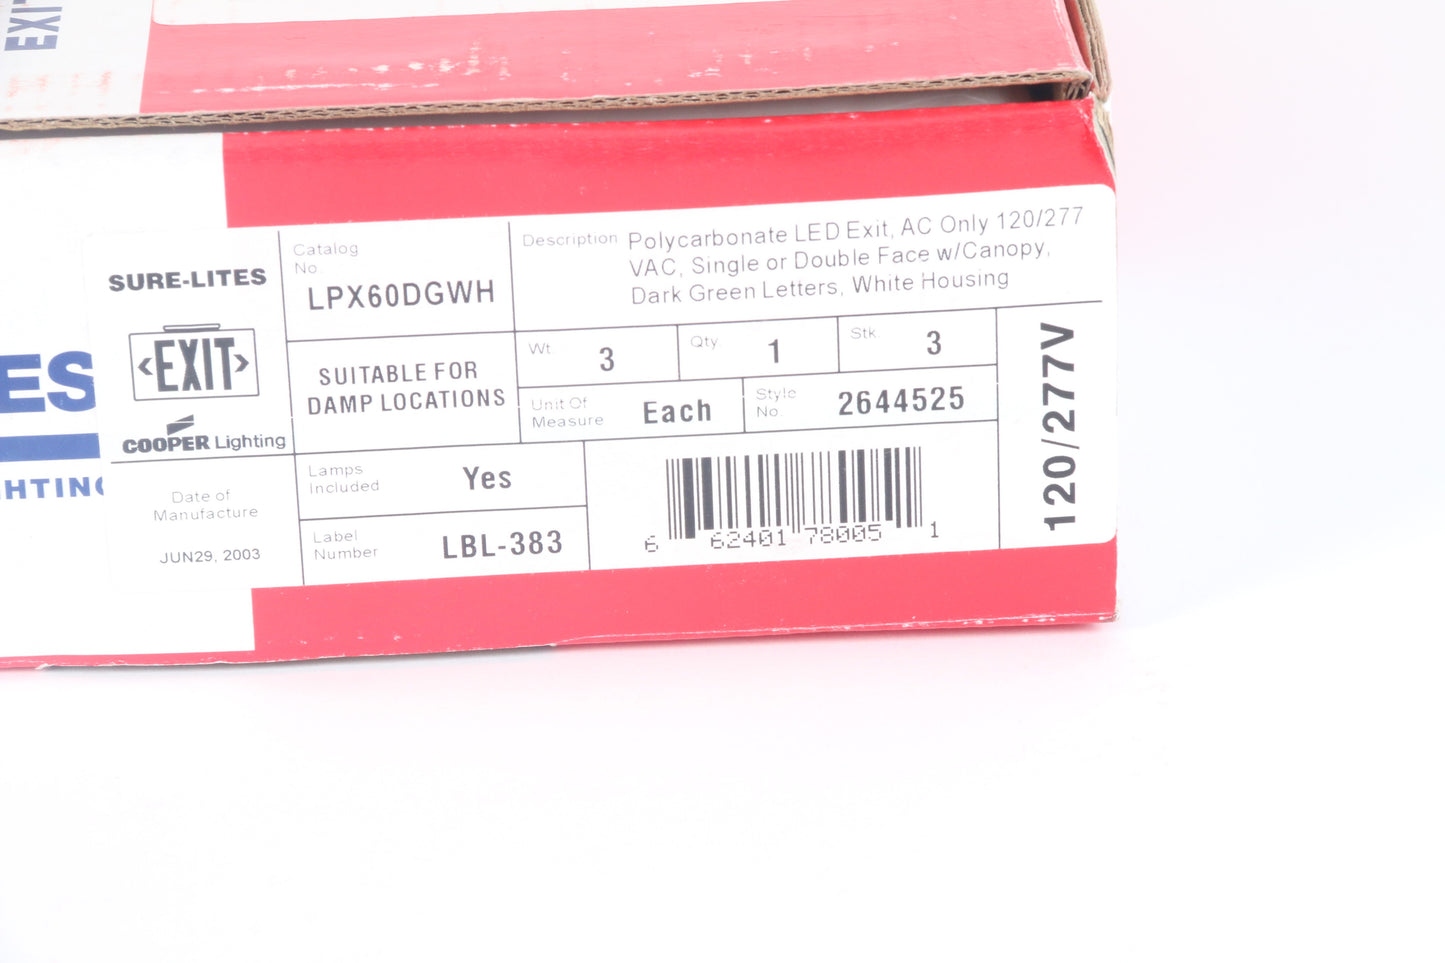 EXIT
ES
HTING
SURE-LITES
<EXIT>
COOPER Lighting
Date of
Manufacture
JUN29, 2003
Catalog
No.
LPX60DGWH
Description Polycarbonate LED Exit, AC Only 120/277
VAC, Single or Double Face w/Canopy,
Dark Green Letters, White Housing
SUITABLE FOR
DAMP LOCATIONS
Wt. 3
Qty. 1
Stk. 3
Unit Of
Measure Each
Style
No. 2644525
Lamps
Included Yes
Label
Number LBL-383
6 62401 78005 1
120/277V